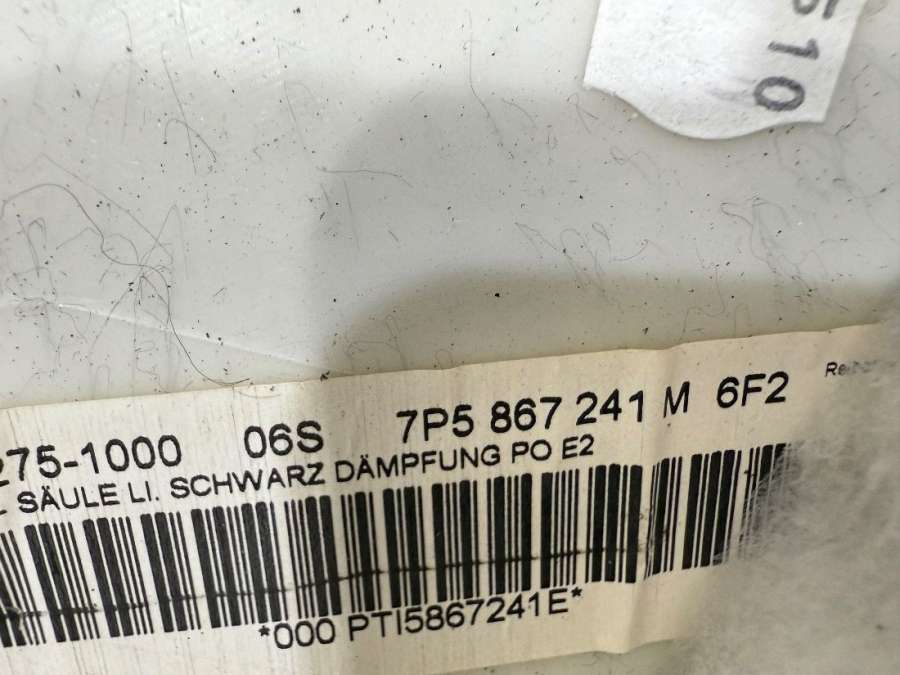 510
275-1000 06S 7P5 867 241 M 6F2
SÄULE LI. SCHWARZ DÄMPFUNG PO E2
*000 PTI5867241E*